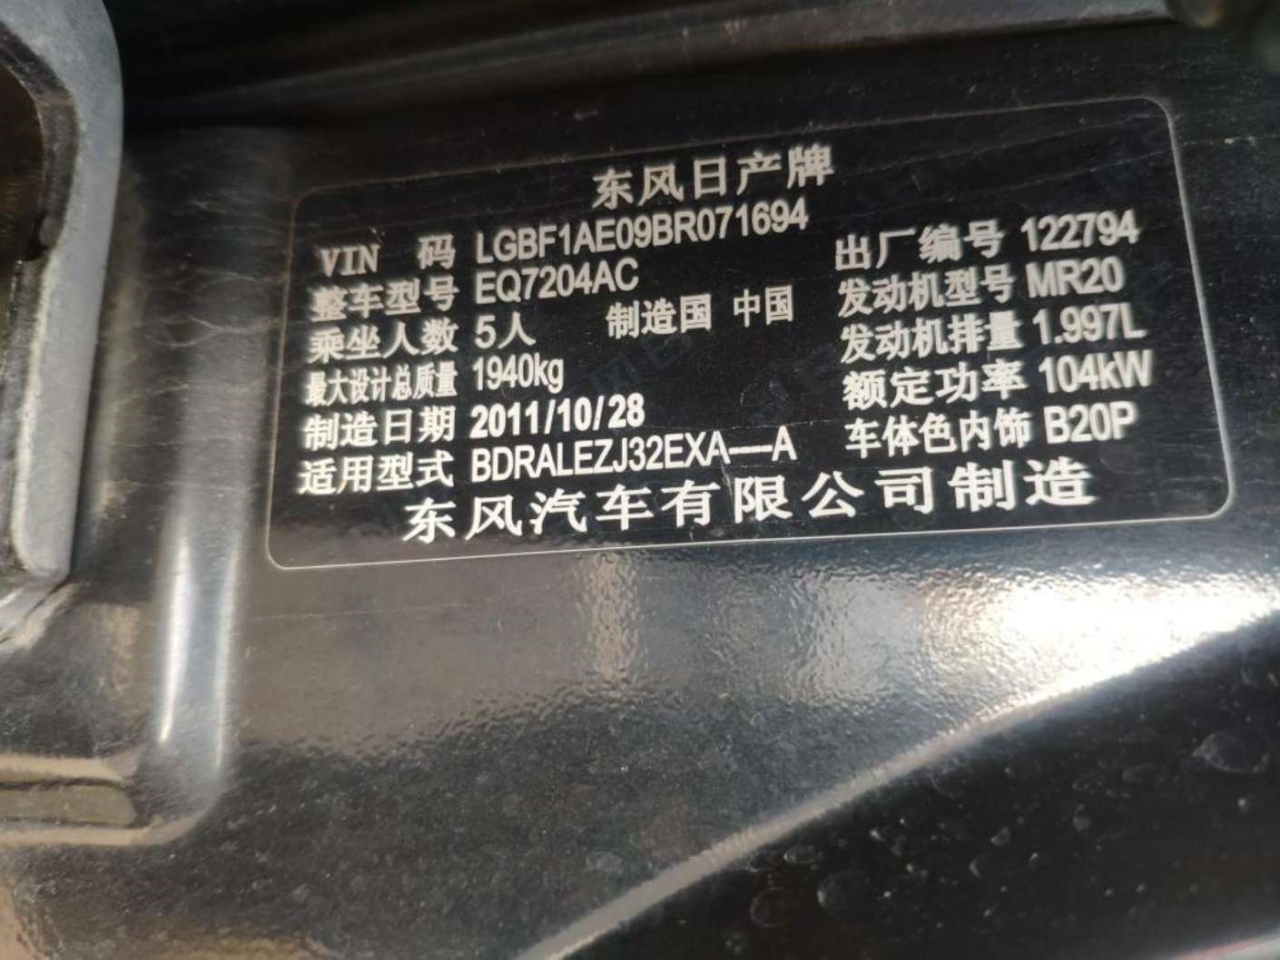 东风日产牌
VIN 码 LGBF1AE09BR071694 出厂编号 122794
整车型号 EQ7204AC 发动机型号 MR20
乘坐人数 5人 制造国 中国 发动机排量 1.997L
最大设计总质量 1940kg 额定功率 104kW
制造日期 2011/10/28 车体色内饰 B20P
适用型式 BDRALEZJ32EXA----A
东风汽车有限公司制造